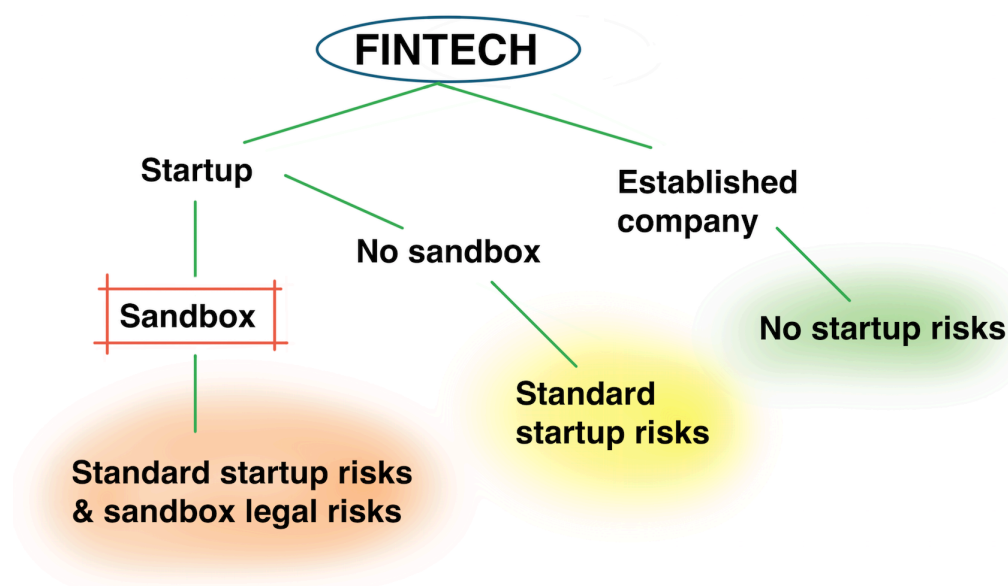 FINTECH
Startup
Established
company
No sandbox
Sandbox
No startup risks
Standard
startup risks
Standard startup risks
& sandbox legal risks